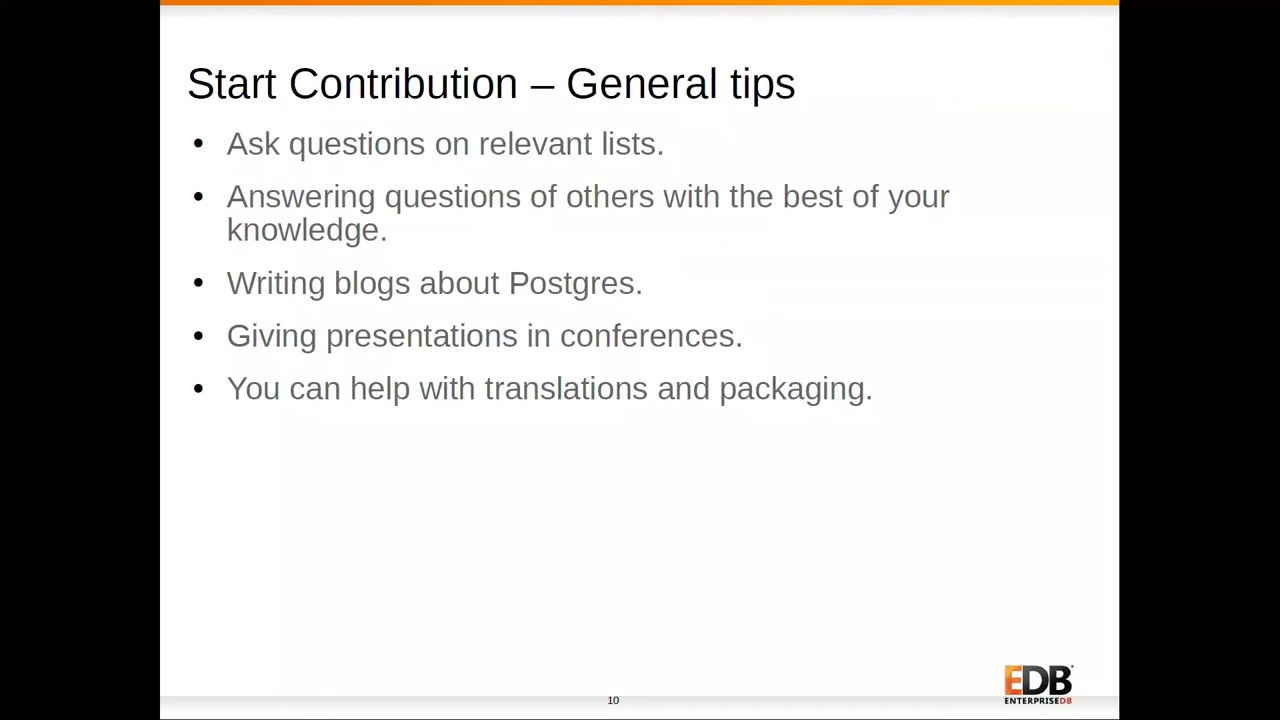 Start Contribution – General tips
• Ask questions on relevant lists.
• Answering questions of others with the best of your
knowledge.
• Writing blogs about Postgres.
• Giving presentations in conferences.
• You can help with translations and packaging.
EDB
ENTERPRISEDB
10